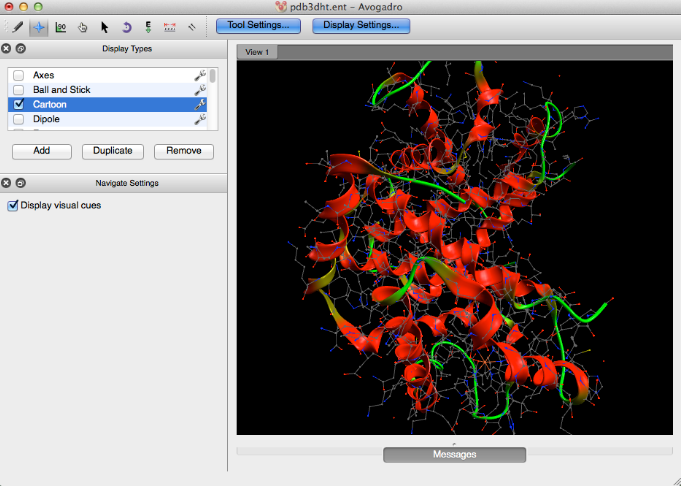 pdb3dht.ent - Avogadro
Tool Settings...
Display Settings...
Display Types
Axes
Ball and Stick
Cartoon
Dipole
Add
Duplicate
Remove
Navigate Settings
Display visual cues
View 1
Messages